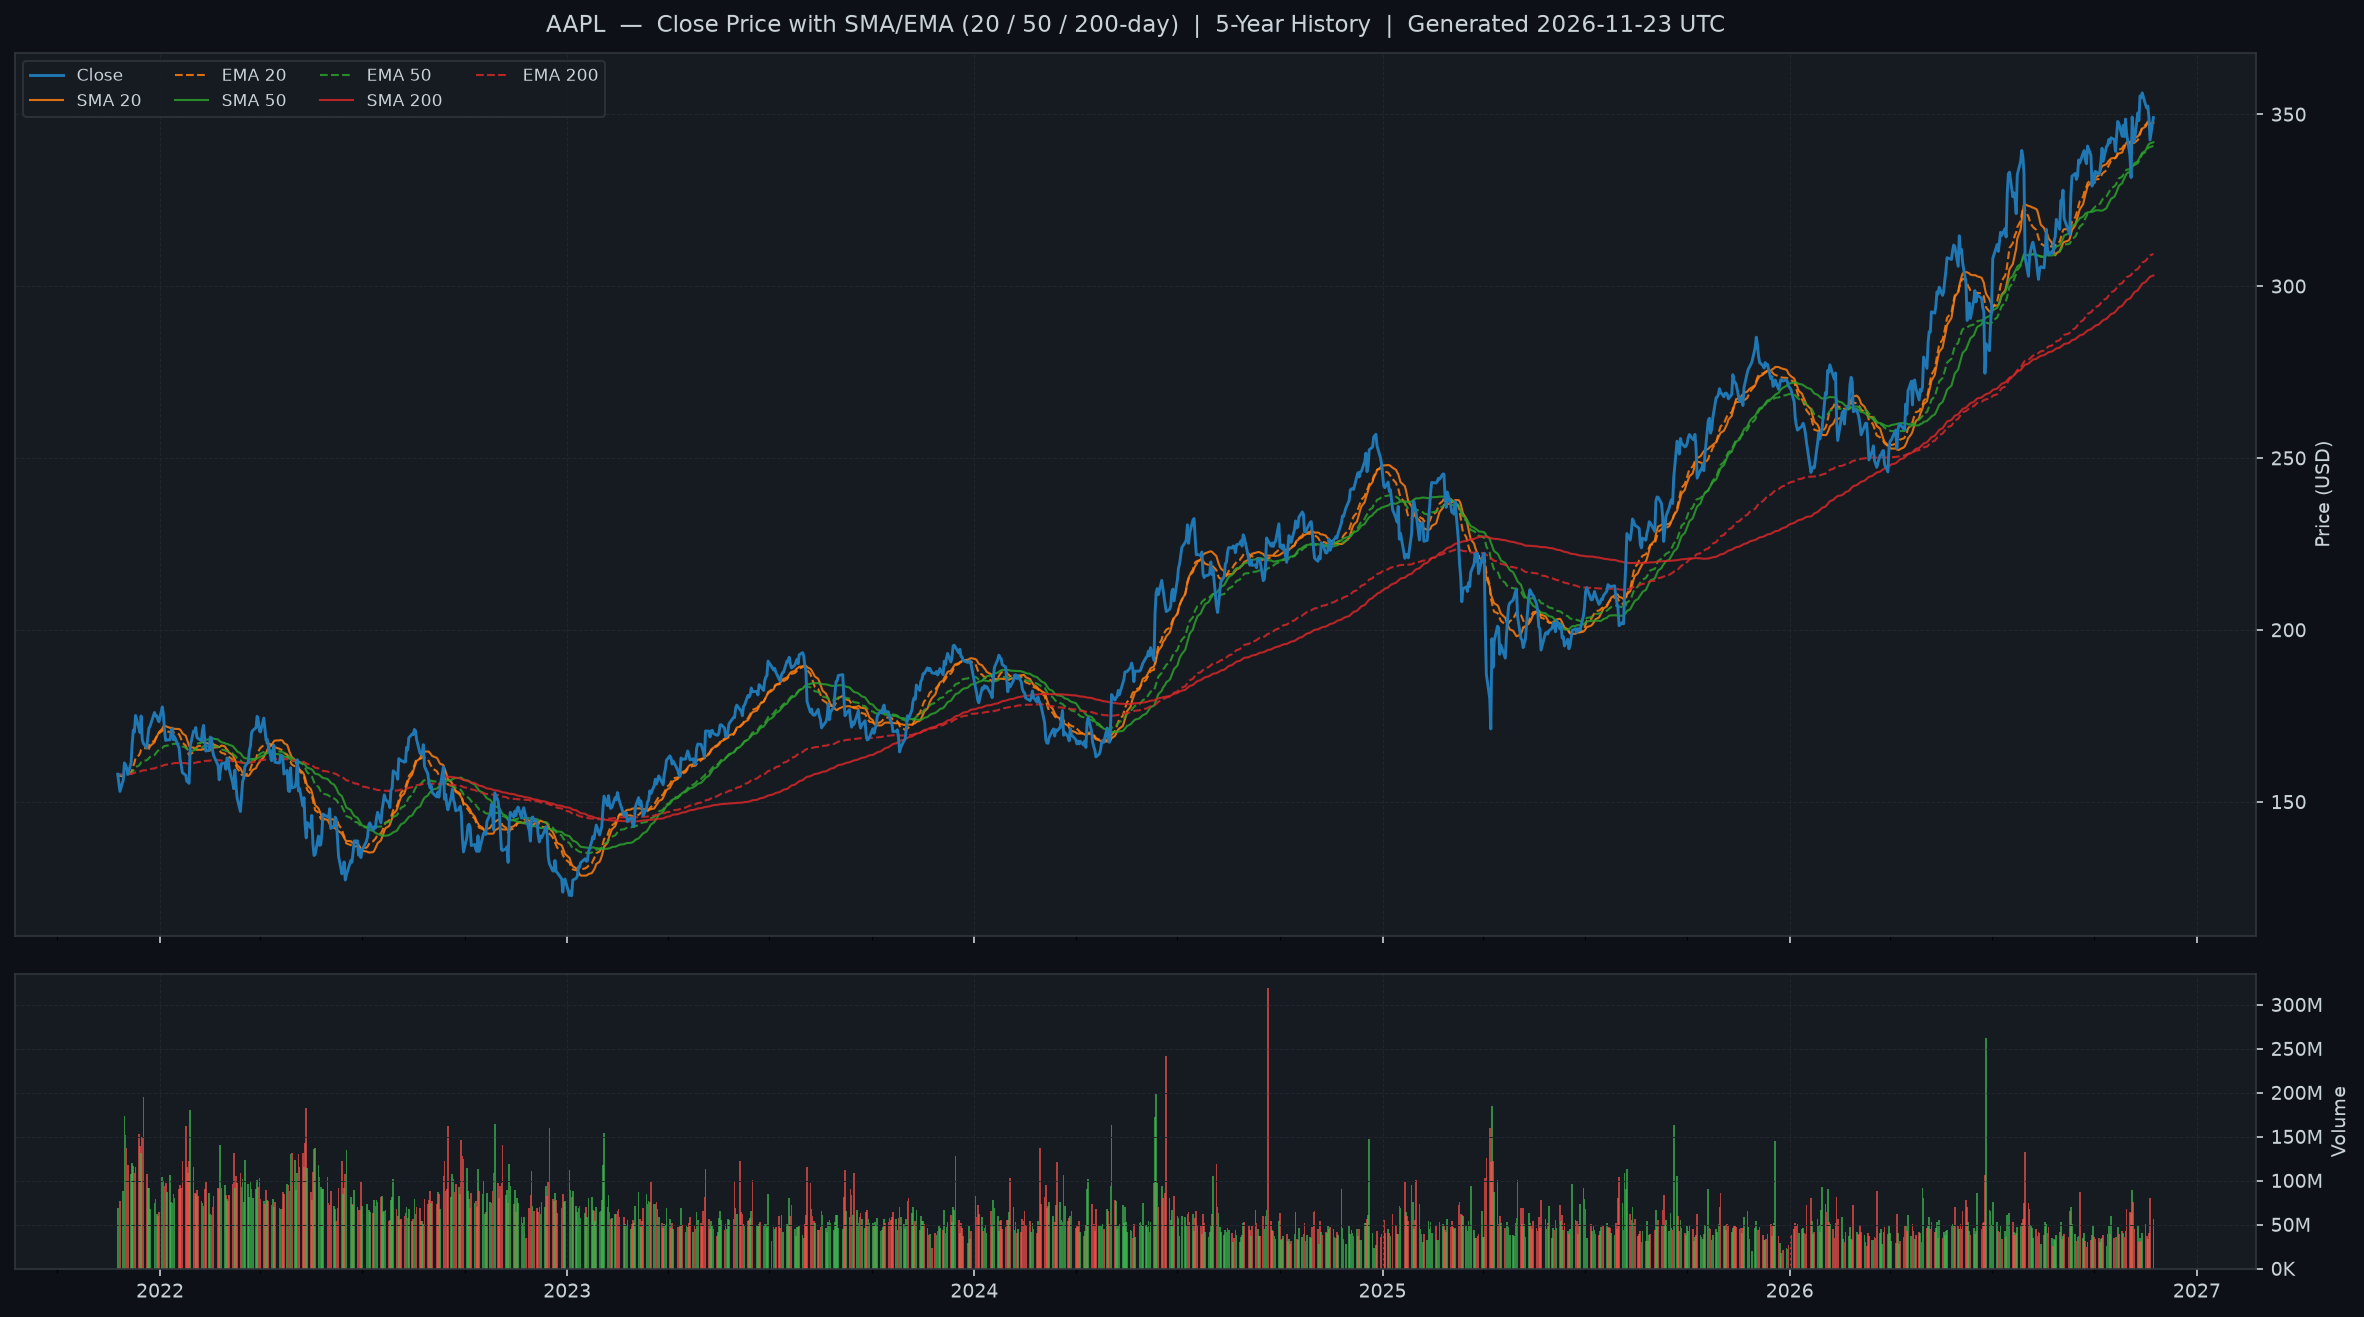 AAPL — Close Price with SMA/EMA (20 / 50 / 200-day) | 5-Year History | Generated 2026-11-23 UTC
Close EMA 20 EMA 50 EMA 200
SMA 20 SMA 50 SMA 200
350
300
250
200
150
Price (USD)
300M
250M
200M
150M
100M
50M
0K
Volume
2022 2023 2024 2025 2026 2027